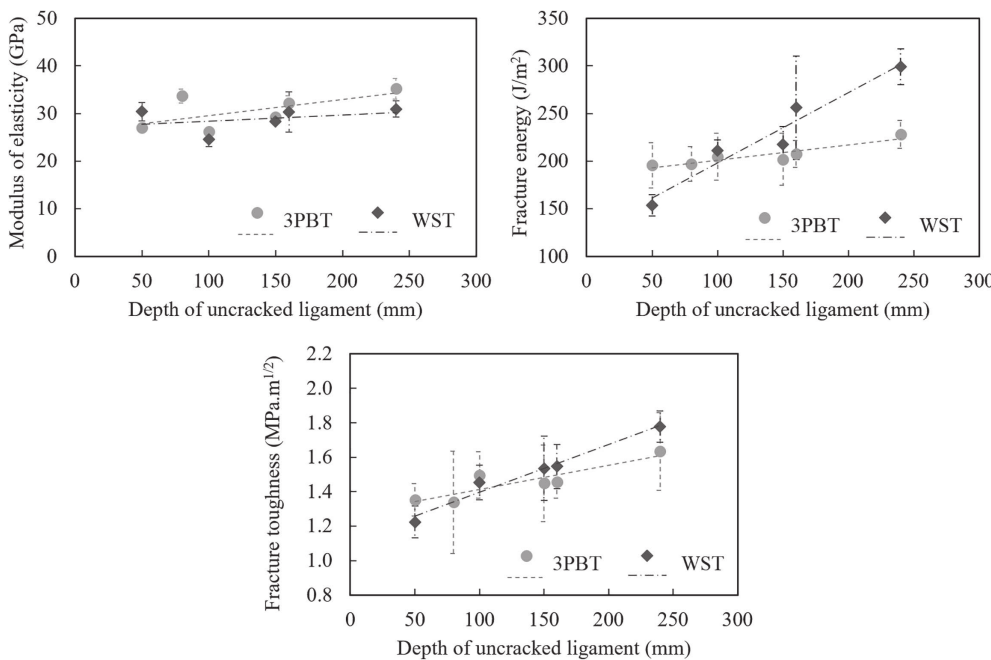 Modulus of elasticity (GPa)
50
40
30
20
10
0
3PBT
WST
0 50 100 150 200 250 300
Depth of uncracked ligament (mm)
Fracture energy (J/m²)
350
300
250
200
150
100
3PBT
WST
0 50 100 150 200 250 300
Depth of uncracked ligament (mm)
Fracture toughness (MPa.m^{1/2})
2.2
2.0
1.8
1.6
1.4
1.2
1.0
0.8
3PBT
WST
0 50 100 150 200 250 300
Depth of uncracked ligament (mm)